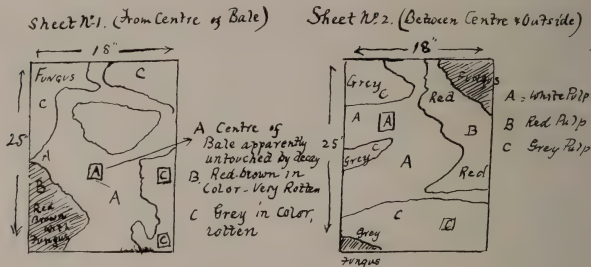 Sheet No 1. (From Centre of Bale)
18"
25"
Fungus
C
C
A
B
Red
Brown
with
Fungus
A
A
C
C
A Centre of
Bale apparently
untouched by decay
B Red-brown in
Color - Very Rotten
C Grey in Color,
rotten
Sheet No 2. (Between Centre & Outside)
18"
25"
Grey
C
Fungus
Red
A
A
B
C
Grey
A
Red
C
C
Grey
Fungus
A = White Pulp
B Red Pulp
C Grey Pulp